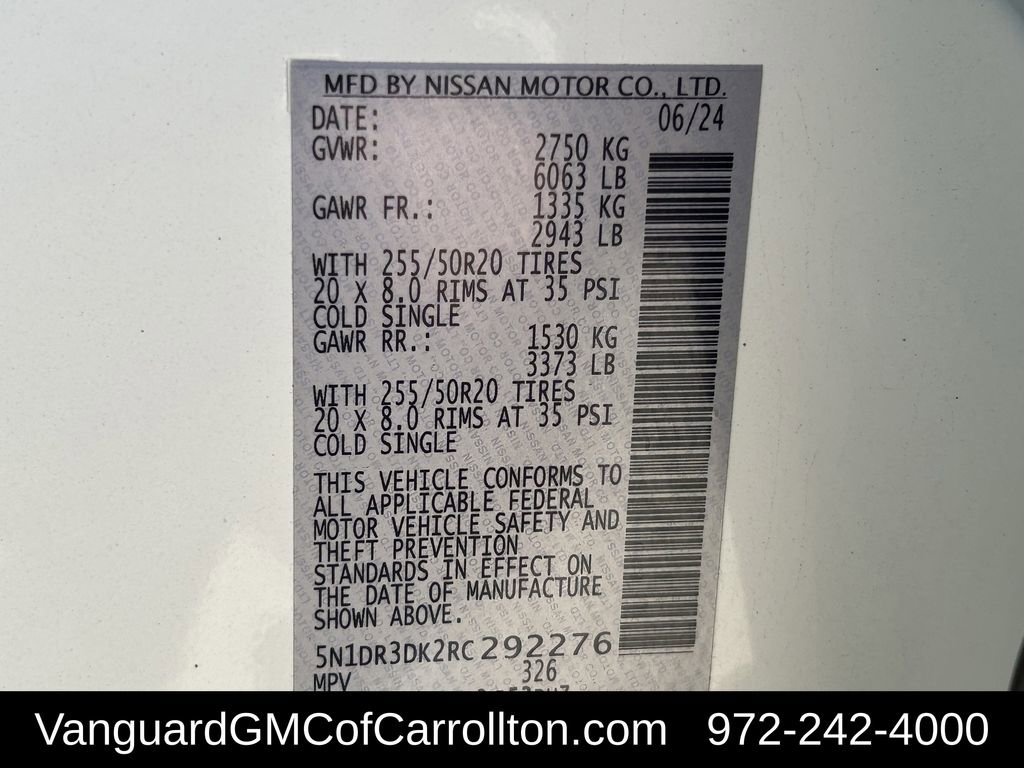 MFD BY NISSAN MOTOR CO., LTD.
DATE: 06/24
GVWR: 2750 KG
6063 LB
GAWR FR.: 1335 KG
2943 LB
WITH 255/50R20 TIRES
20 X 8.0 RIMS AT 35 PSI
COLD SINGLE
GAWR RR.: 1530 KG
3373 LB
WITH 255/50R20 TIRES
20 X 8.0 RIMS AT 35 PSI
COLD SINGLE
THIS VEHICLE CONFORMS TO
ALL APPLICABLE FEDERAL
MOTOR VEHICLE SAFETY AND
THEFT PREVENTION
STANDARDS IN EFFECT ON
THE DATE OF MANUFACTURE
SHOWN ABOVE.
5N1DR3DK2RC292276
MPV 326
VanguardGMCofCarrollton.com 972-242-4000